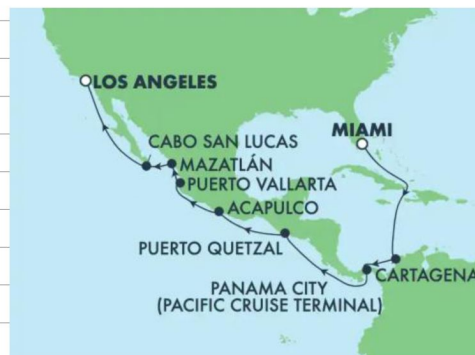 LOS ANGELES
MIAMI
CABO SAN LUCAS
MAZATLÁN
PUERTO VALLARTA
ACAPULCO
PUERTO QUETZAL
CARTAGENA
PANAMA CITY
(PACIFIC CRUISE TERMINAL)